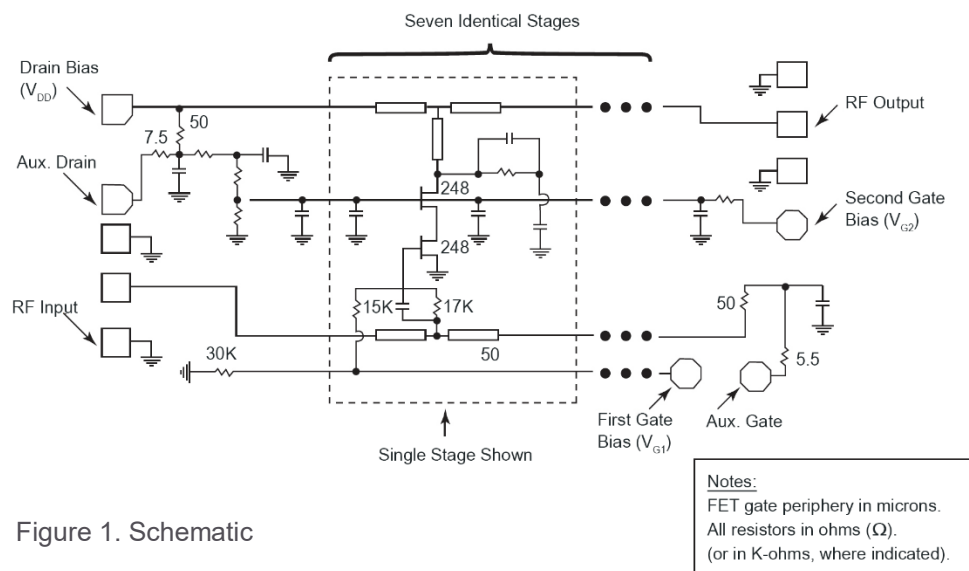 Seven Identical Stages
Drain Bias
(V_DD)
50
7.5
Aux. Drain
RF Output
248
Second Gate
Bias (V_G2)
248
RF Input
15K
17K
50
50
30K
5.5
First Gate
Bias (V_G1)
Aux. Gate
Single Stage Shown
Notes:
FET gate periphery in microns.
All resistors in ohms (Ω).
(or in K-ohms, where indicated).
Figure 1. Schematic